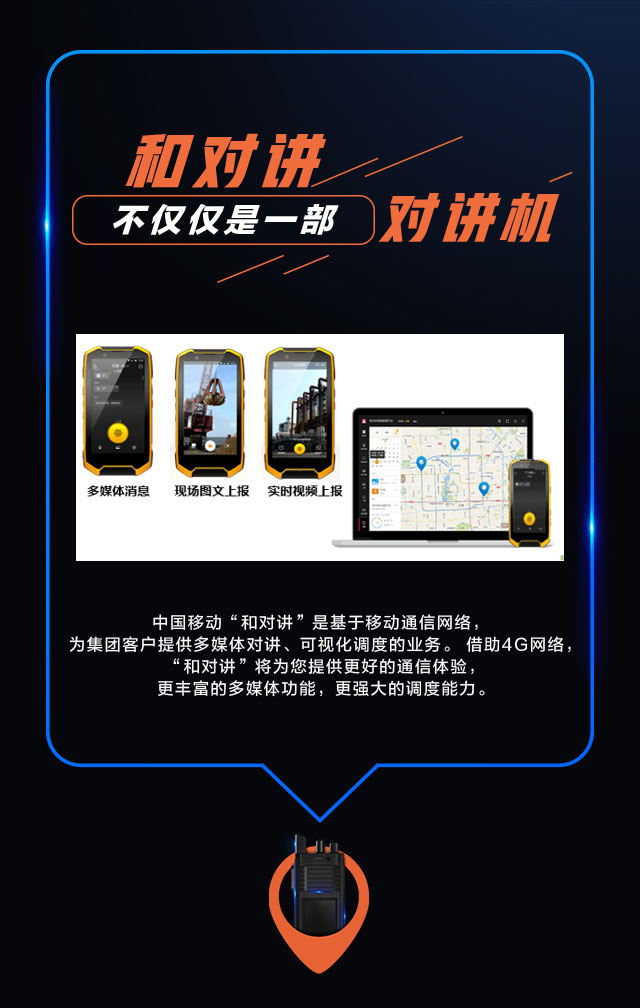 和对讲
不仅仅是一部
对讲机
多媒体消息
现场图文上报
实时视频上报
中国移动“和对讲”是基于移动通信网络，
为集团客户提供多媒体对讲、可视化调度的业务。借助4G网络，
“和对讲”将为您提供更好的通信体验，
更丰富的多媒体功能，更强大的调度能力。